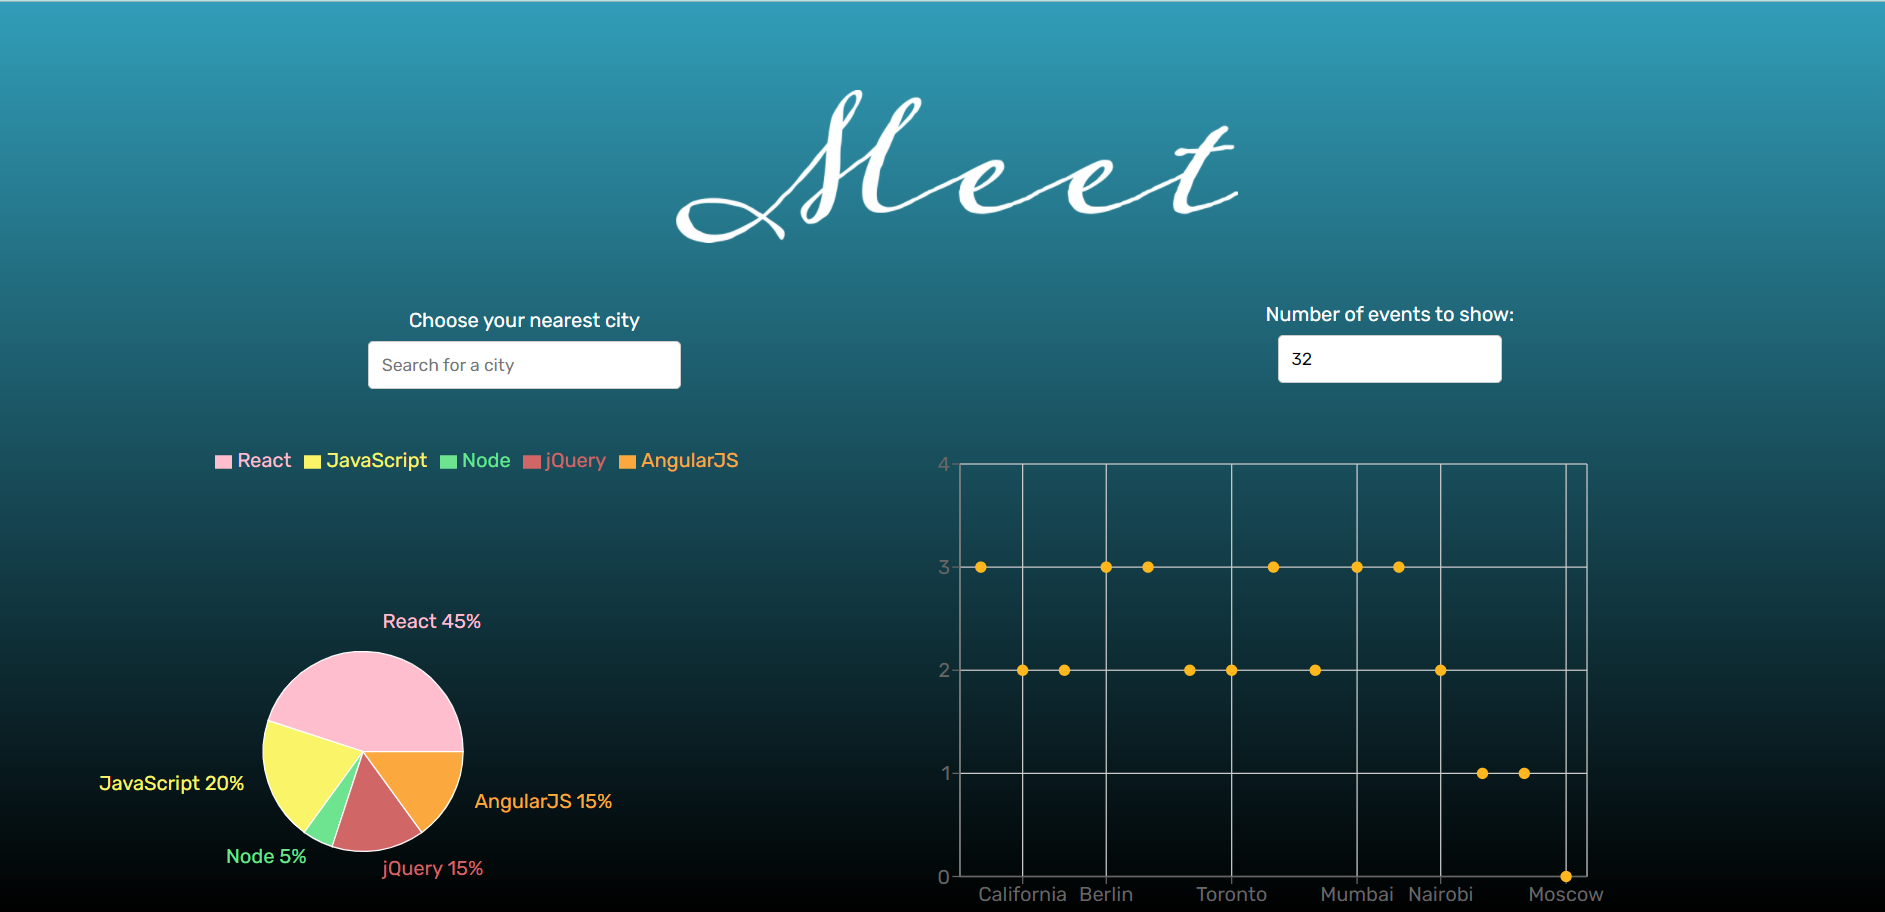 Meet
Choose your nearest city
Search for a city
Number of events to show:
32
React JavaScript Node jQuery AngularJS
React 45%
JavaScript 20%
AngularJS 15%
Node 5%
jQuery 15%
4
3
2
1
0
California Berlin Toronto Mumbai Nairobi Moscow